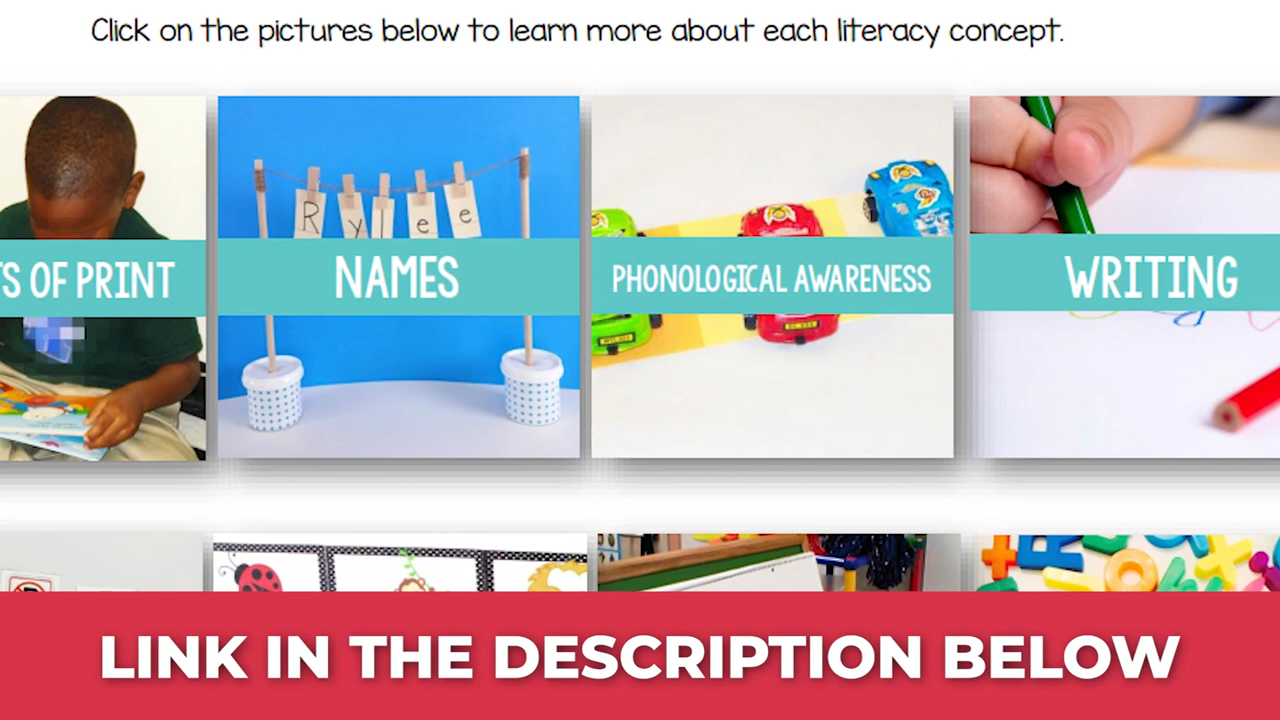 Click on the pictures below to learn more about each literacy concept.
TS OF PRINT
NAMES
R y l e e
PHONOLOGICAL AWARENESS
WRITING
LINK IN THE DESCRIPTION BELOW